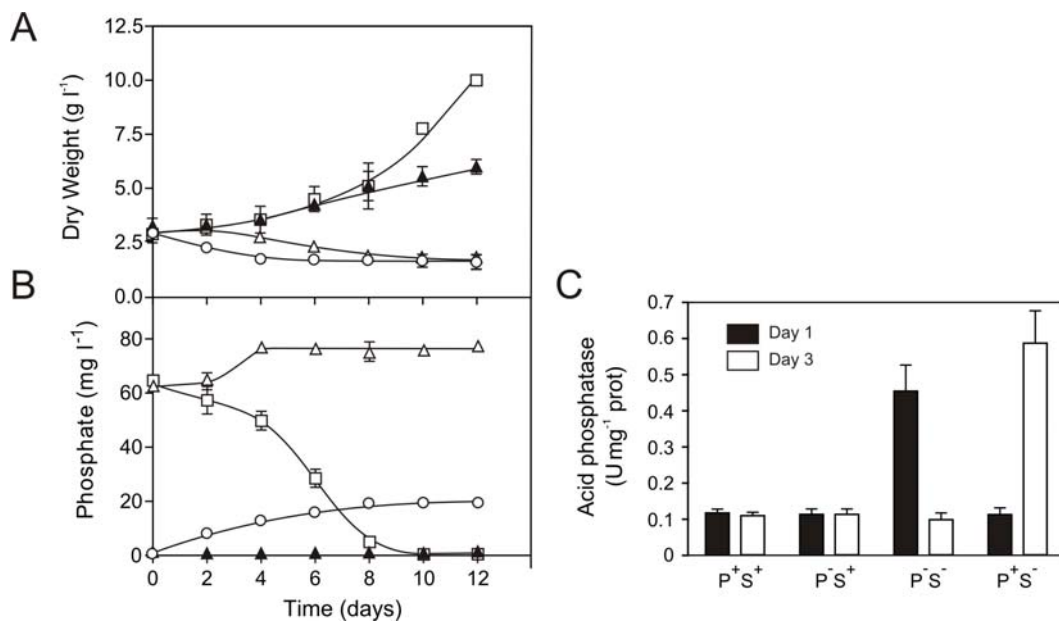 A
12.5
10.0
7.5
5.0
2.5
0.0
Dry Weight (g l⁻¹)
B
80
60
40
20
0
Phosphate (mg l⁻¹)
0 2 4 6 8 10 12
Time (days)
C
0.7
0.6
0.5
0.4
0.3
0.2
0.1
0
Acid phosphatase
(U mg⁻¹ prot)
Day 1
Day 3
P⁺S⁺ P⁻S⁺ P⁻S⁻ P⁺S⁻